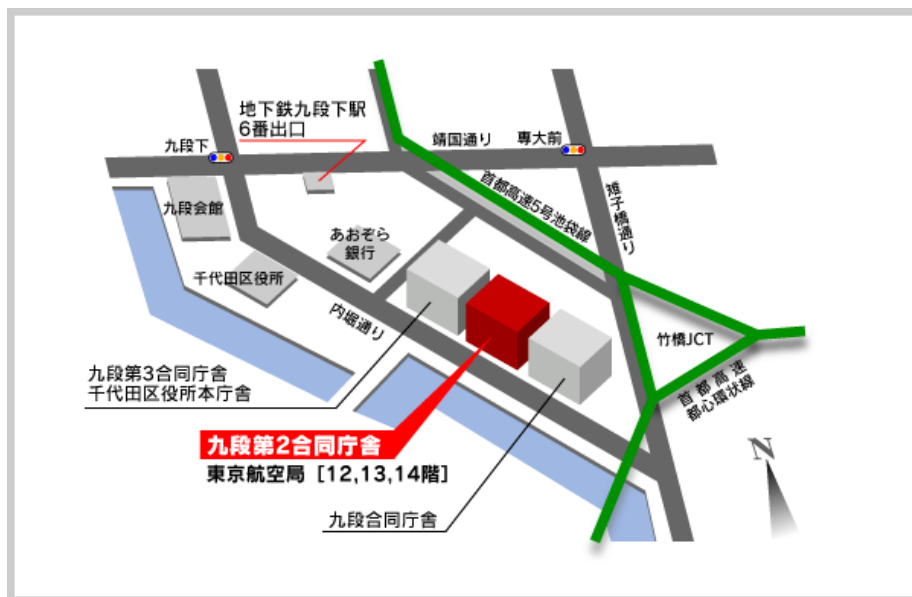 地下鉄九段下駅
6番出口
九段下
靖国通り
専大前
九段会館
首都高速5号池袋線
雉子橋通り
あおぞら
銀行
千代田区役所
内堀通り
竹橋JCT
首都高速
都心環状線
九段第3合同庁舎
千代田区役所本庁舎
九段第2合同庁舎
東京航空局［12,13,14階］
九段合同庁舎
N